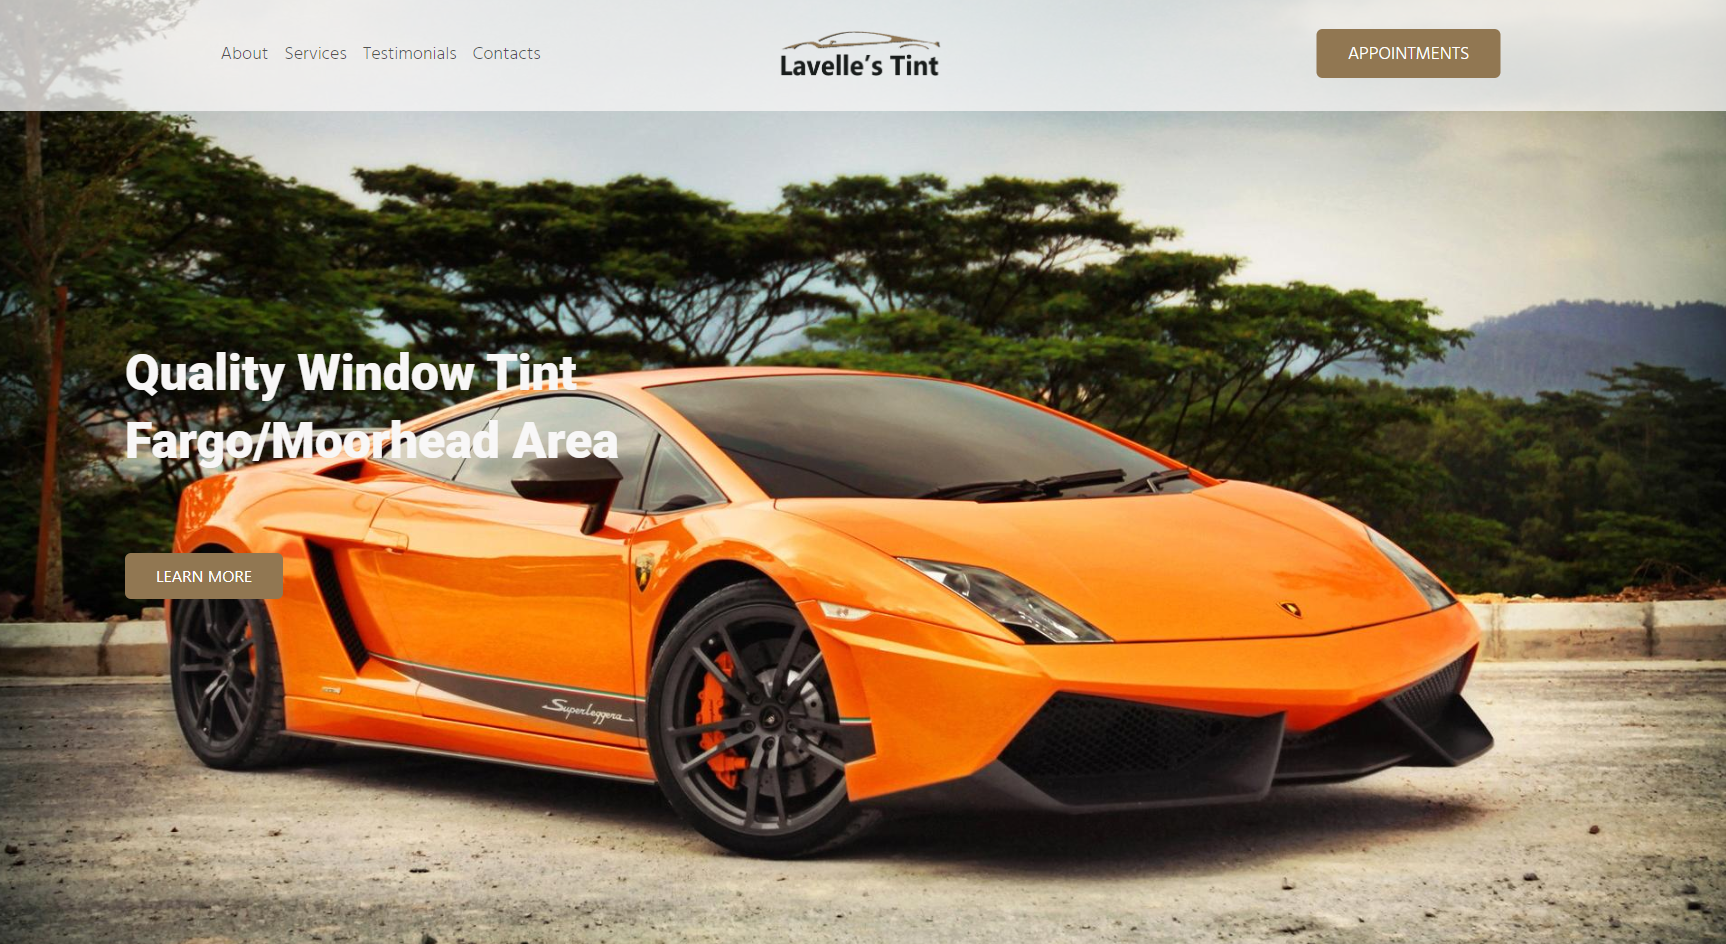 About Services Testimonials Contacts
Lavelle's Tint
APPOINTMENTS
Quality Window Tint
Fargo/Moorhead Area
LEARN MORE
Superleggera